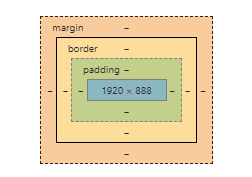 margin –
border –
padding –
– – – 1920 × 888 – – –
–
–
–